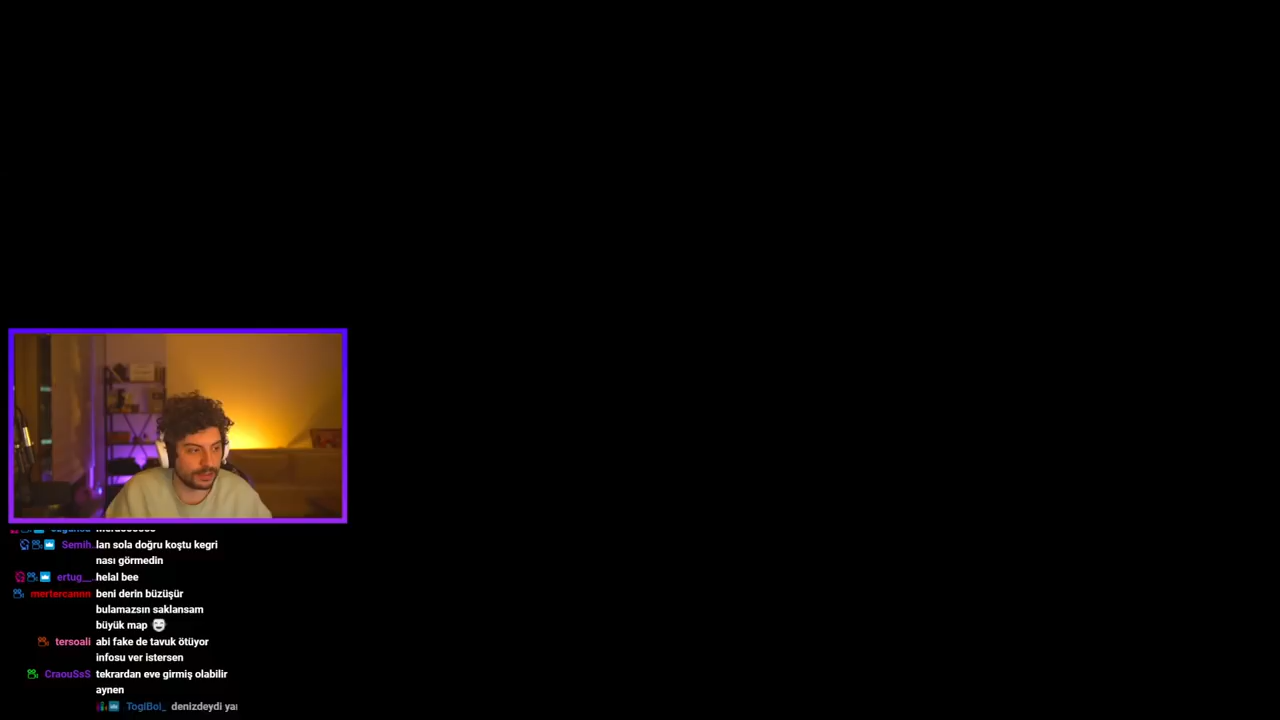 Semih.. lan sola doğru koştu kegri
nası görmedin
ertug__.. helal bee
mertercannn beni derin büzüşür
bulamazsın saklansam
büyük map
tersoali abi fake de tavuk ötüyor
infosu ver istersen
CraouSsS tekrardan eve girmiş olabilir
aynen
TogiBoi_ denizdeydi